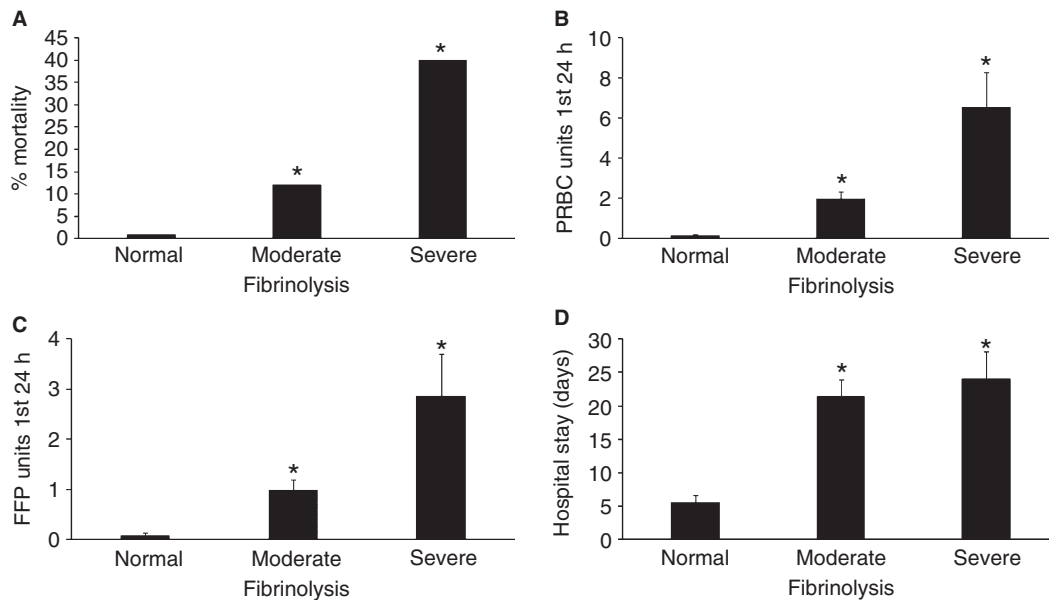 A
% mortality
45
40
35
30
25
20
15
10
5
0
*
*
Normal Moderate Severe
Fibrinolysis
B
PRBC units 1st 24 h
10
8
6
4
2
0
*
*
Normal Moderate Severe
Fibrinolysis
C
FFP units 1st 24 h
4
3
2
1
0
*
*
Normal Moderate Severe
Fibrinolysis
D
Hospital stay (days)
30
25
20
15
10
5
0
*
*
Normal Moderate Severe
Fibrinolysis